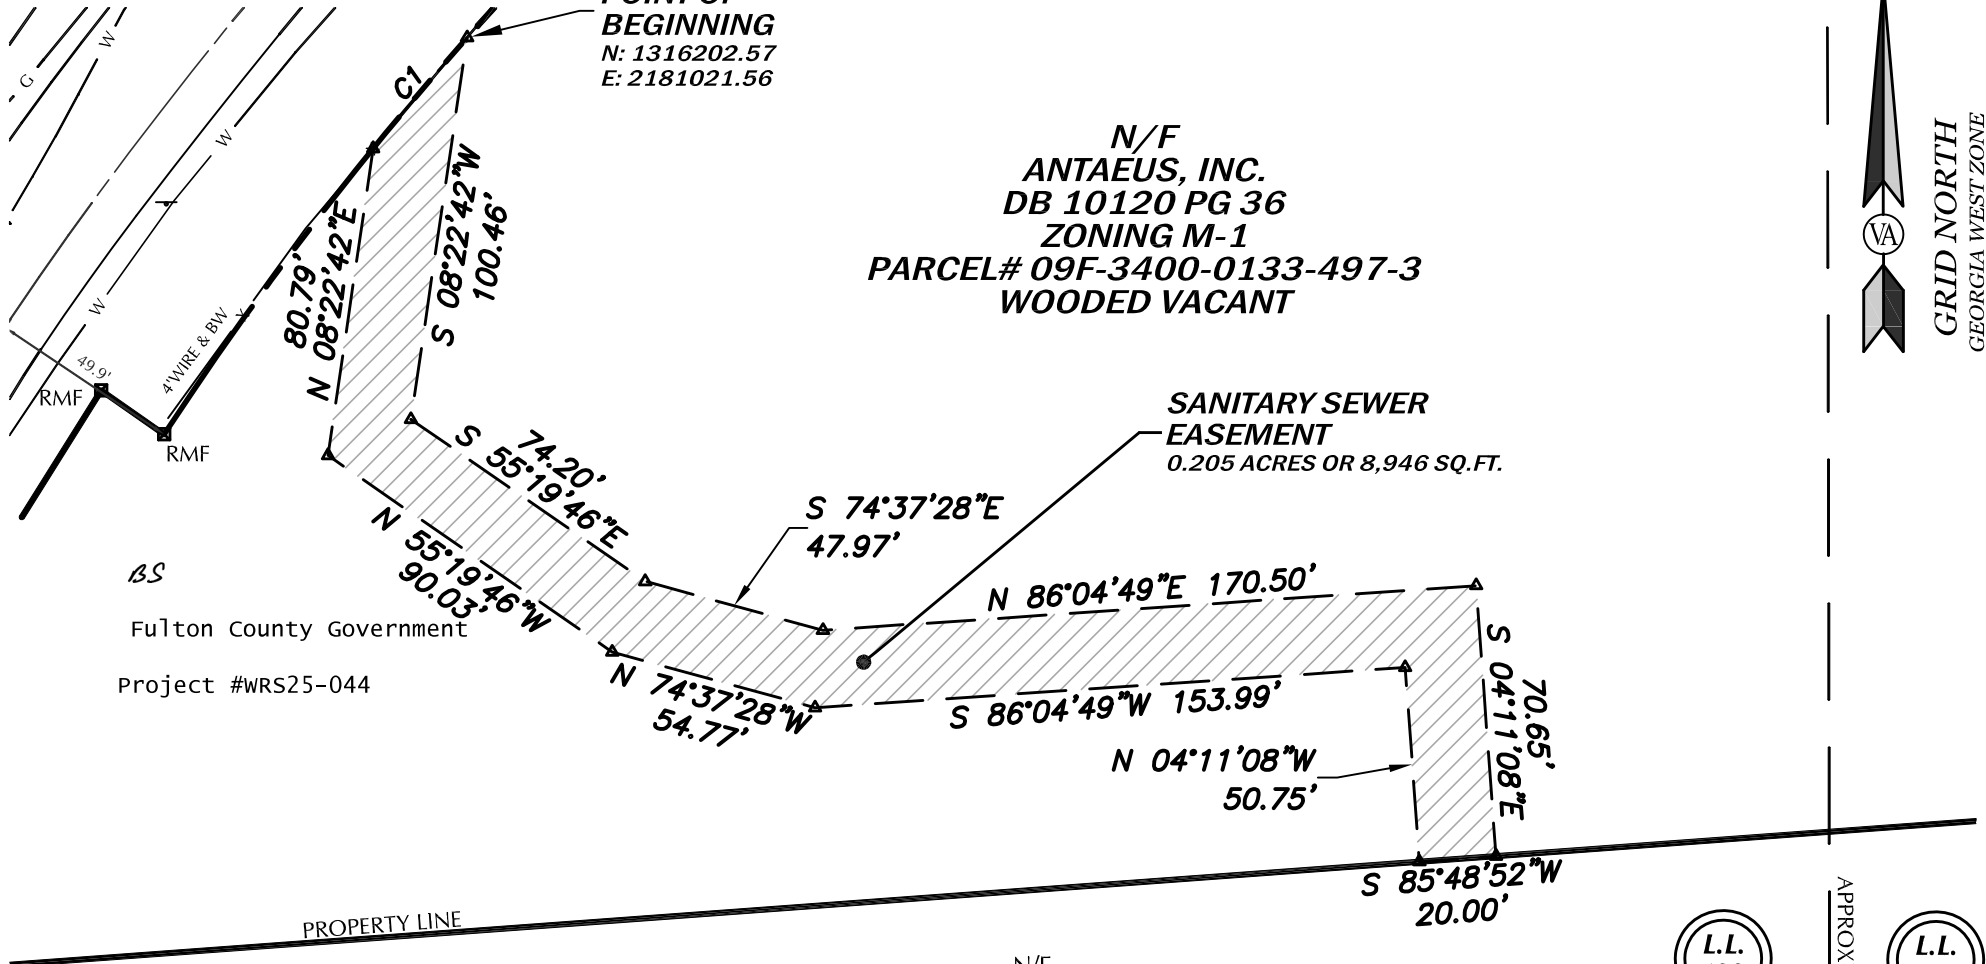 BEGINNING
N: 1316202.57
E: 2181021.56
C1
G
W
W
W
N/F
ANTAEUS, INC.
DB 10120 PG 36
ZONING M-1
PARCEL# 09F-3400-0133-497-3
WOODED VACANT
VA
GRID NORTH
GEORGIA WEST ZONE
S 08°22'42"W
100.46'
80.79'
N 08°22'42"E
4'WIRE & BW
X
49.9'
RMF
RMF
SANITARY SEWER
EASEMENT
0.205 ACRES OR 8,946 SQ.FT.
74.20'
S 55°19'46"E
S 74°37'28"E
47.97'
N 55°19'46"W
90.03'
BS
Fulton County Government
Project #WRS25-044
N 86°04'49"E 170.50'
N 74°37'28"W
54.77'
S 86°04'49"W 153.99'
70.65'
S 04°11'08"E
N 04°11'08"W
50.75'
S 85°48'52"W
20.00'
PROPERTY LINE
N/F
APPROX
L.L.
L.L.